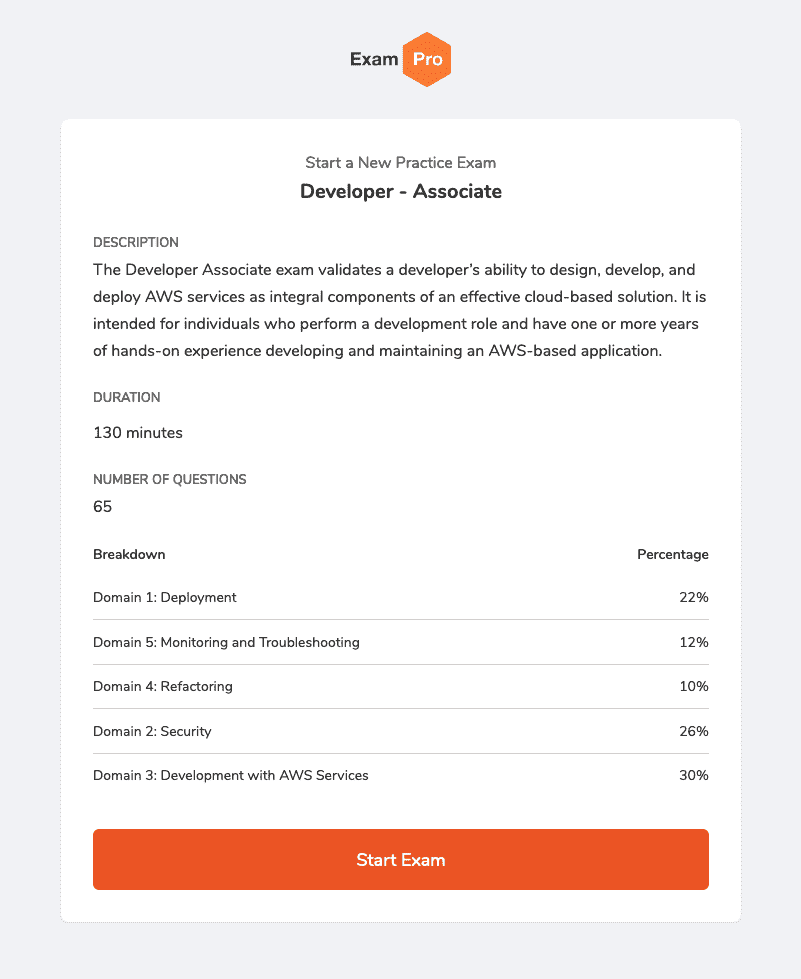 Exam Pro
Start a New Practice Exam
Developer - Associate
DESCRIPTION
The Developer Associate exam validates a developer’s ability to design, develop, and
deploy AWS services as integral components of an effective cloud-based solution. It is
intended for individuals who perform a development role and have one or more years
of hands-on experience developing and maintaining an AWS-based application.
DURATION
130 minutes
NUMBER OF QUESTIONS
65
Breakdown Percentage
Domain 1: Deployment 22%
Domain 5: Monitoring and Troubleshooting 12%
Domain 4: Refactoring 10%
Domain 2: Security 26%
Domain 3: Development with AWS Services 30%
Start Exam